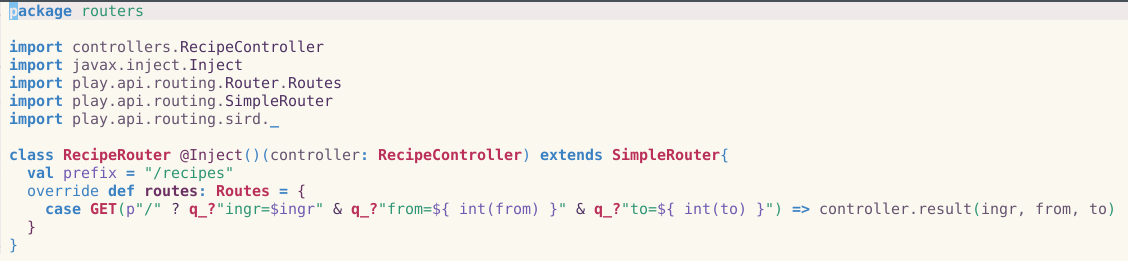 package routers
import controllers.RecipeController
import javax.inject.Inject
import play.api.routing.Router.Routes
import play.api.routing.SimpleRouter
import play.api.routing.sird._
class RecipeRouter @Inject()(controller: RecipeController) extends SimpleRouter{
val prefix = "/recipes"
override def routes: Routes = {
case GET(p"/" ? q_?"ingr=$ingr" & q_?"from=${ int(from) }" & q_?"to=${ int(to) }") => controller.result(ingr, from, to)
}
}